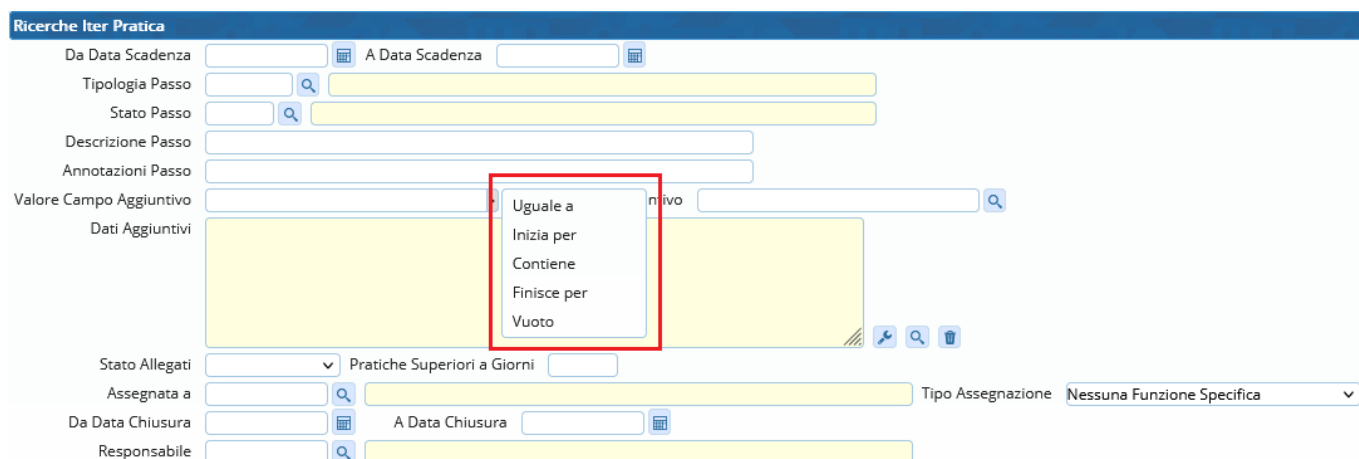 Ricerche Iter Pratica
Da Data Scadenza A Data Scadenza
Tipologia Passo
Stato Passo
Descrizione Passo
Annotazioni Passo
Valore Campo Aggiuntivo ntivo
Uguale a
Inizia per
Contiene
Finisce per
Vuoto
Dati Aggiuntivi
Stato Allegati Pratiche Superiori a Giorni
Assegnata a Tipo Assegnazione Nessuna Funzione Specifica
Da Data Chiusura A Data Chiusura
Responsabile